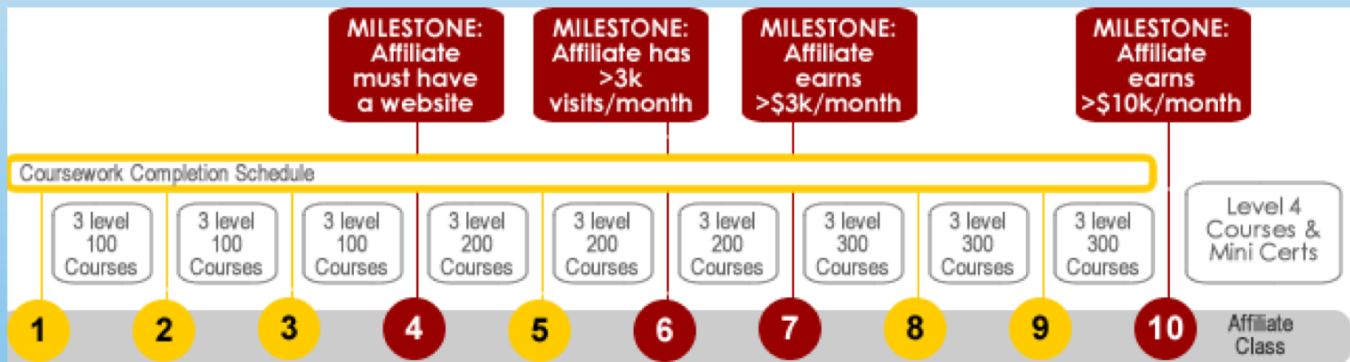 MILESTONE:
Affiliate
must have
a website
MILESTONE:
Affiliate has
>3k
visits/month
MILESTONE:
Affiliate
earns
>$3k/month
MILESTONE:
Affiliate
earns
>$10k/month
Coursework Completion Schedule
3 level
100
Courses
3 level
100
Courses
3 level
100
Courses
3 level
200
Courses
3 level
200
Courses
3 level
200
Courses
3 level
300
Courses
3 level
300
Courses
3 level
300
Courses
Level 4
Courses &
Mini Certs
1
2
3
4
5
6
7
8
9
10
Affiliate
Class